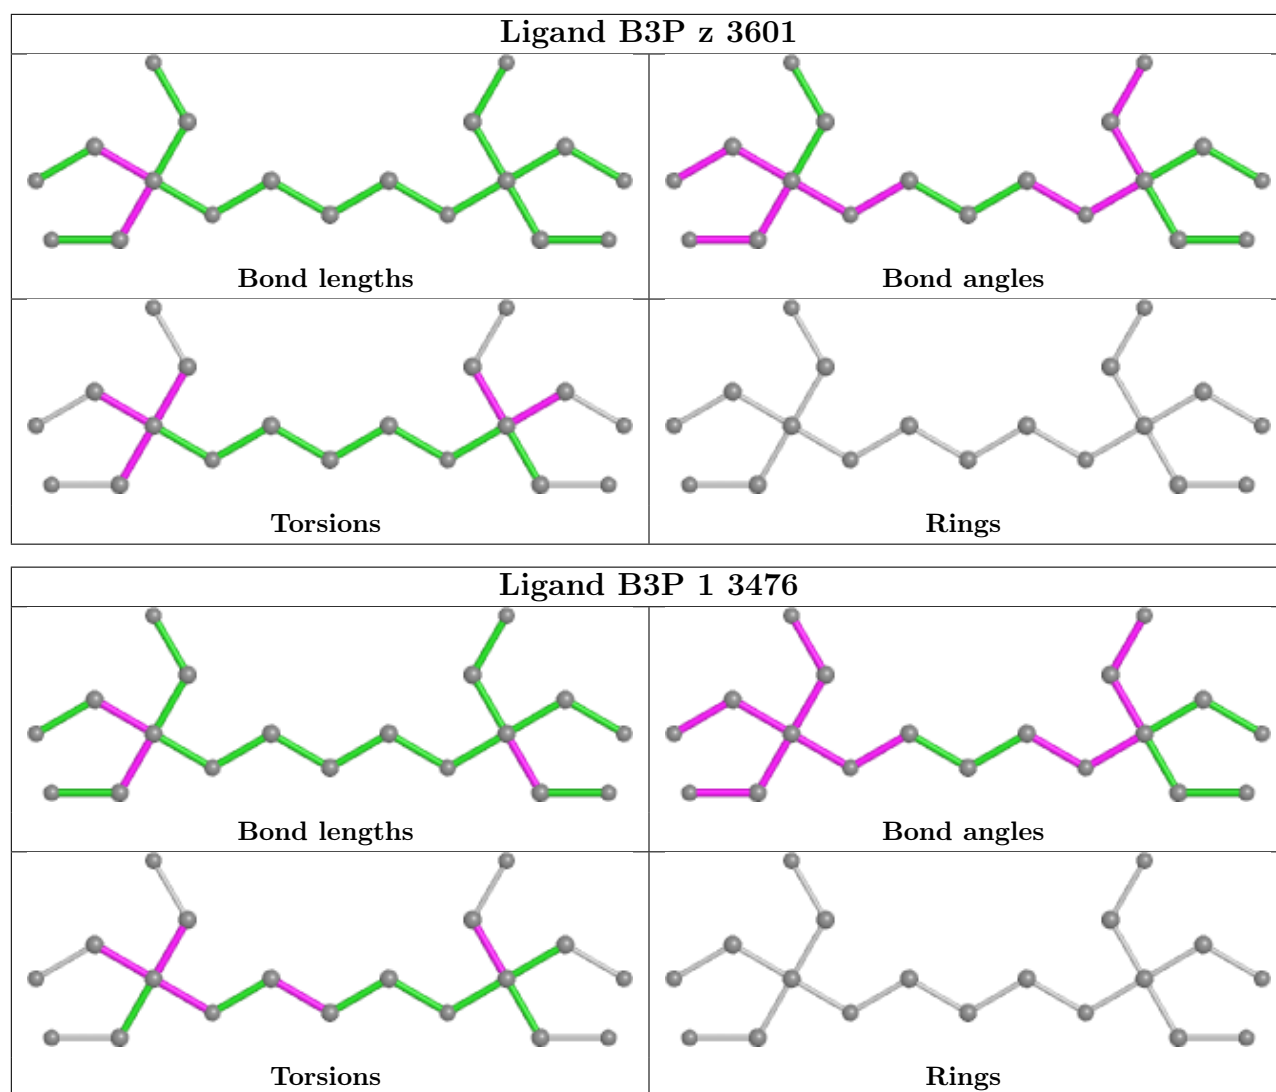 Ligand B3P z 3601
Bond lengths
Bond angles
Torsions
Rings
Ligand B3P 1 3476
Bond lengths
Bond angles
Torsions
Rings